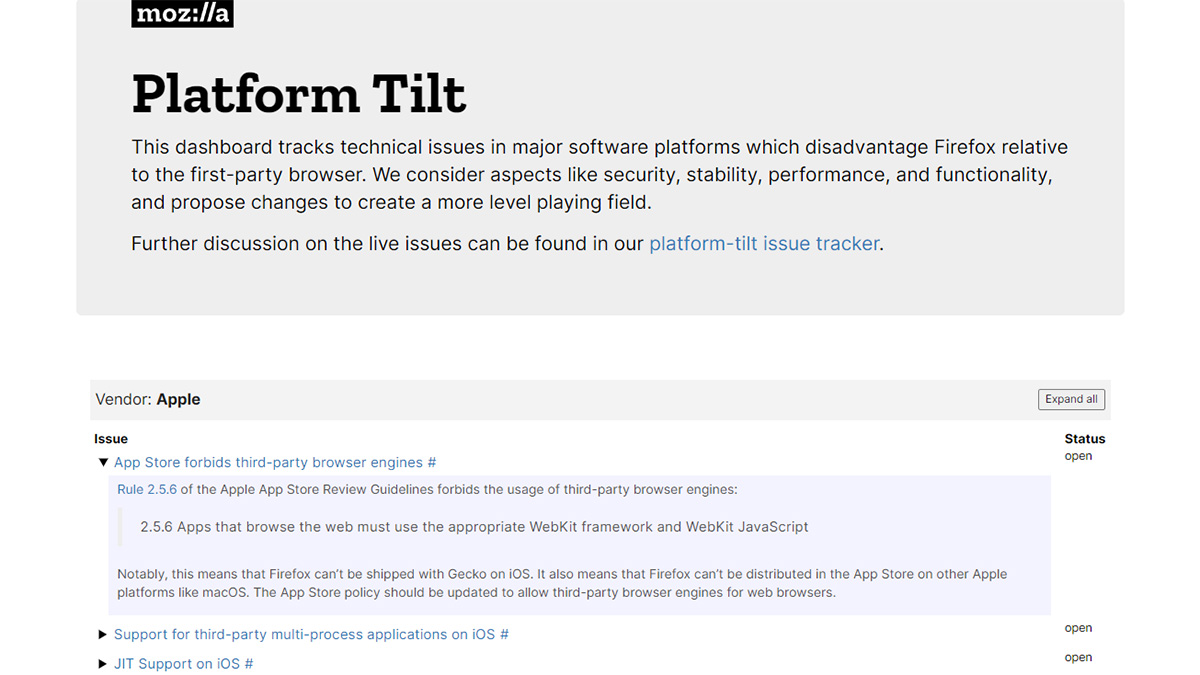 moz://a
Platform Tilt
This dashboard tracks technical issues in major software platforms which disadvantage Firefox relative
to the first-party browser. We consider aspects like security, stability, performance, and functionality,
and propose changes to create a more level playing field.
Further discussion on the live issues can be found in our platform-tilt issue tracker.
Vendor: Apple
Expand all
Issue
Status
▼ App Store forbids third-party browser engines #
open
Rule 2.5.6 of the Apple App Store Review Guidelines forbids the usage of third-party browser engines:
2.5.6 Apps that browse the web must use the appropriate WebKit framework and WebKit JavaScript
Notably, this means that Firefox can’t be shipped with Gecko on iOS. It also means that Firefox can’t be distributed in the App Store on other Apple
platforms like macOS. The App Store policy should be updated to allow third-party browser engines for web browsers.
▶ Support for third-party multi-process applications on iOS #
open
▶ JIT Support on iOS #
open